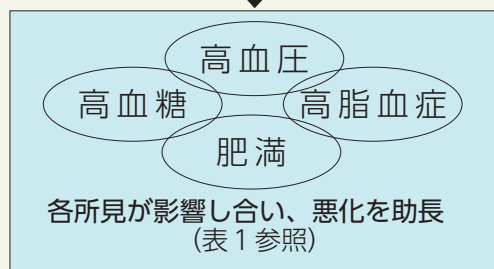 高血圧
高血糖
高脂血症
肥満
各所見が影響し合い、悪化を助長
(表1参照)